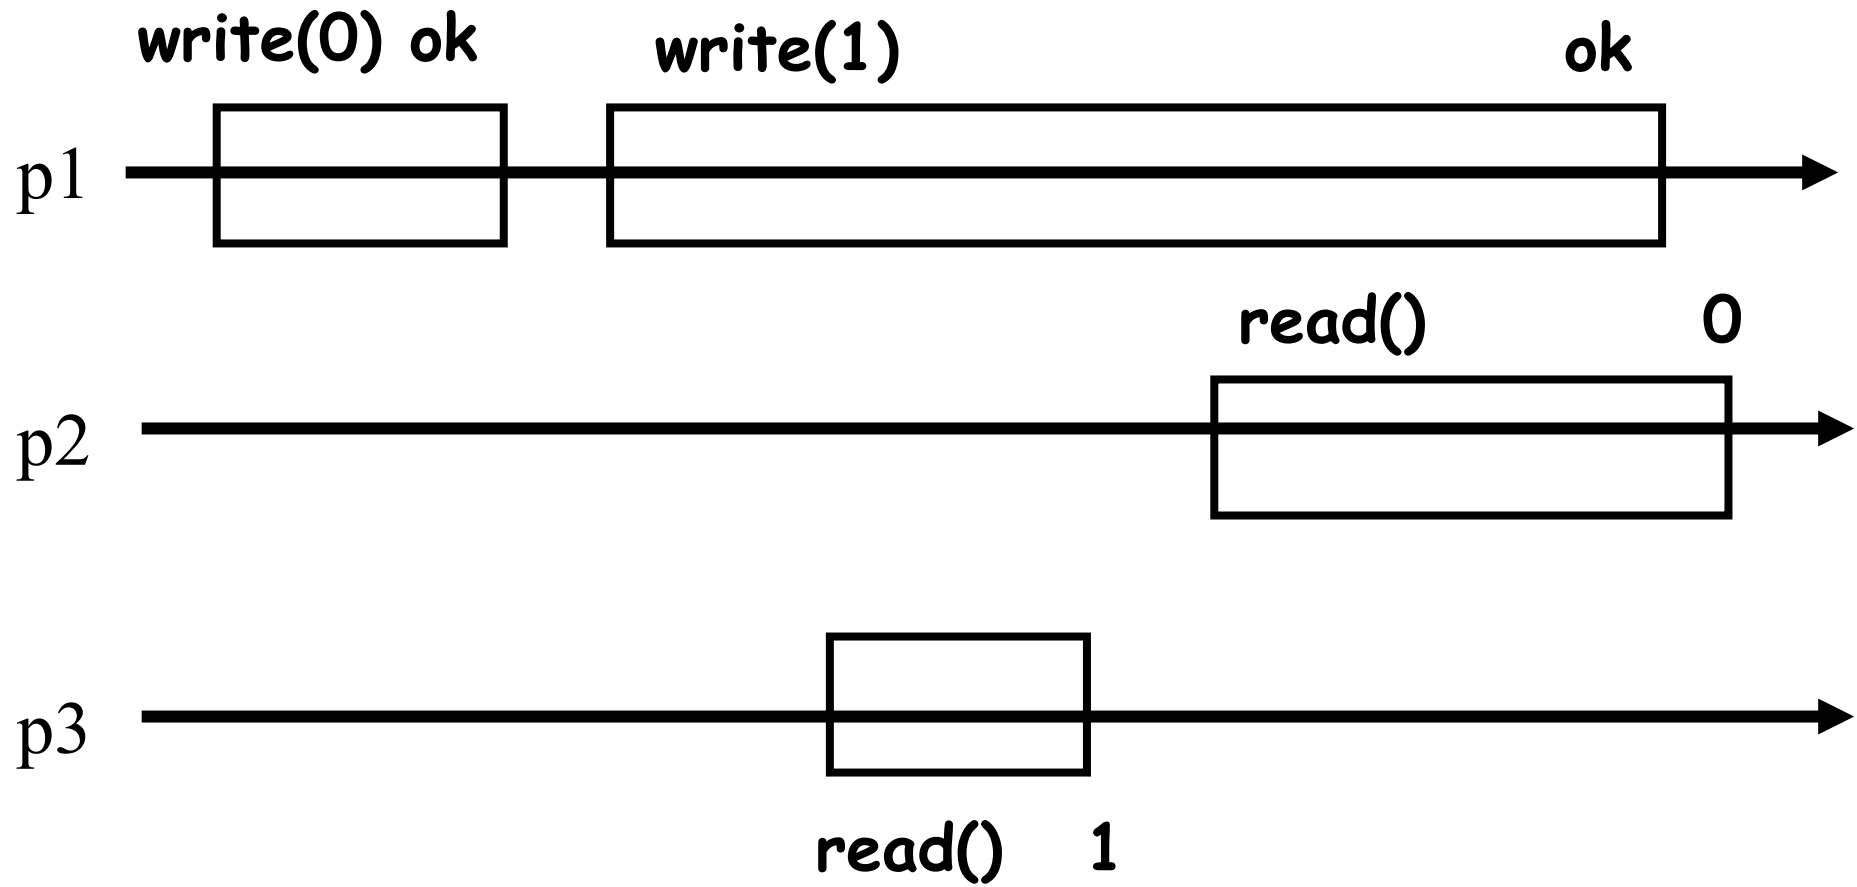 write(0) ok write(1) ok
p1
read() 0
p2
p3
read() 1